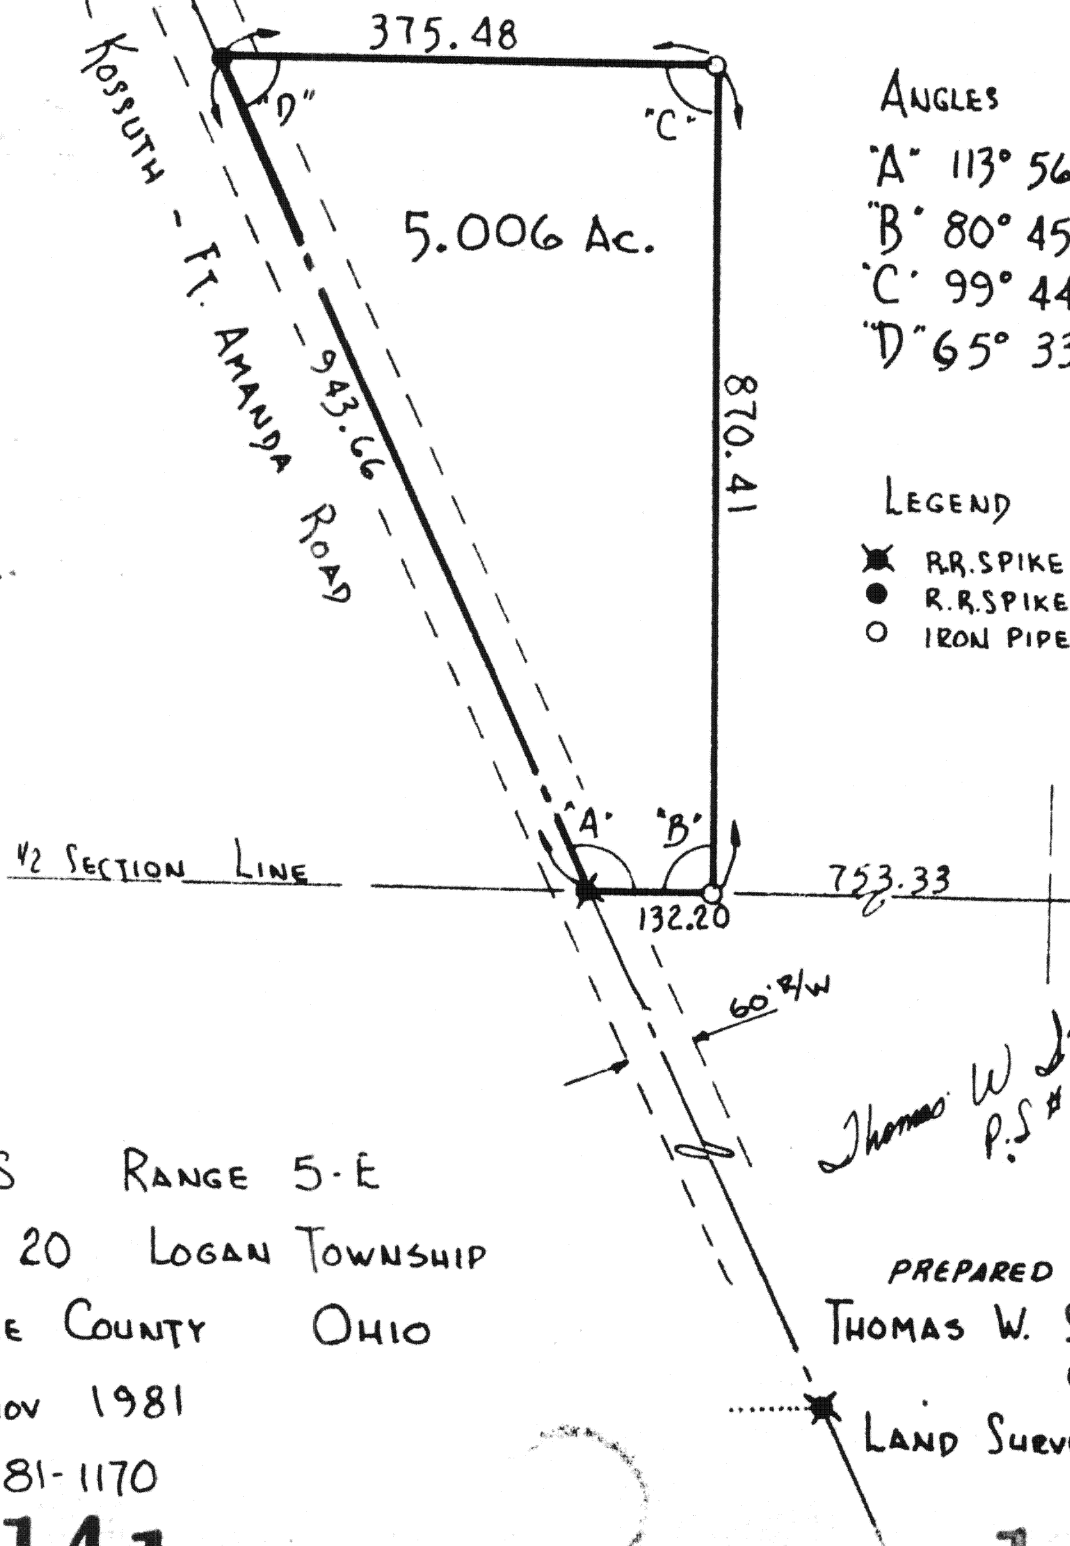 375.48
KOSSUTH - FT. AMANDA ROAD
"D"
"C"
5.006 AC.
943.66
870.41
ANGLES
"A" 113° 56
"B" 80° 45
"C" 99° 44
"D" 65° 33
LEGEND
R.R.SPIKE
R.R.SPIKE
IRON PIPE
"A"
"B"
1/2 SECTION LINE
132.20
753.33
60' R/W
Thomas W
P.S #
S RANGE 5-E
20 LOGAN TOWNSHIP
E COUNTY OHIO
ov 1981
81-1170
PREPARED
THOMAS W. S
LAND SURV